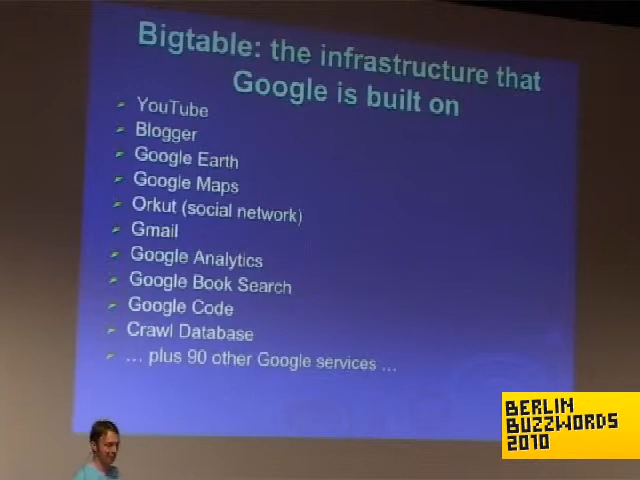 Bigtable: the infrastructure that
Google is built on
YouTube
Blogger
Google Earth
Google Maps
Orkut (social network)
Gmail
Google Analytics
Google Book Search
Google Code
Crawl Database
... plus 90 other Google services ...
BERLIN
BUZZWORDS
2010